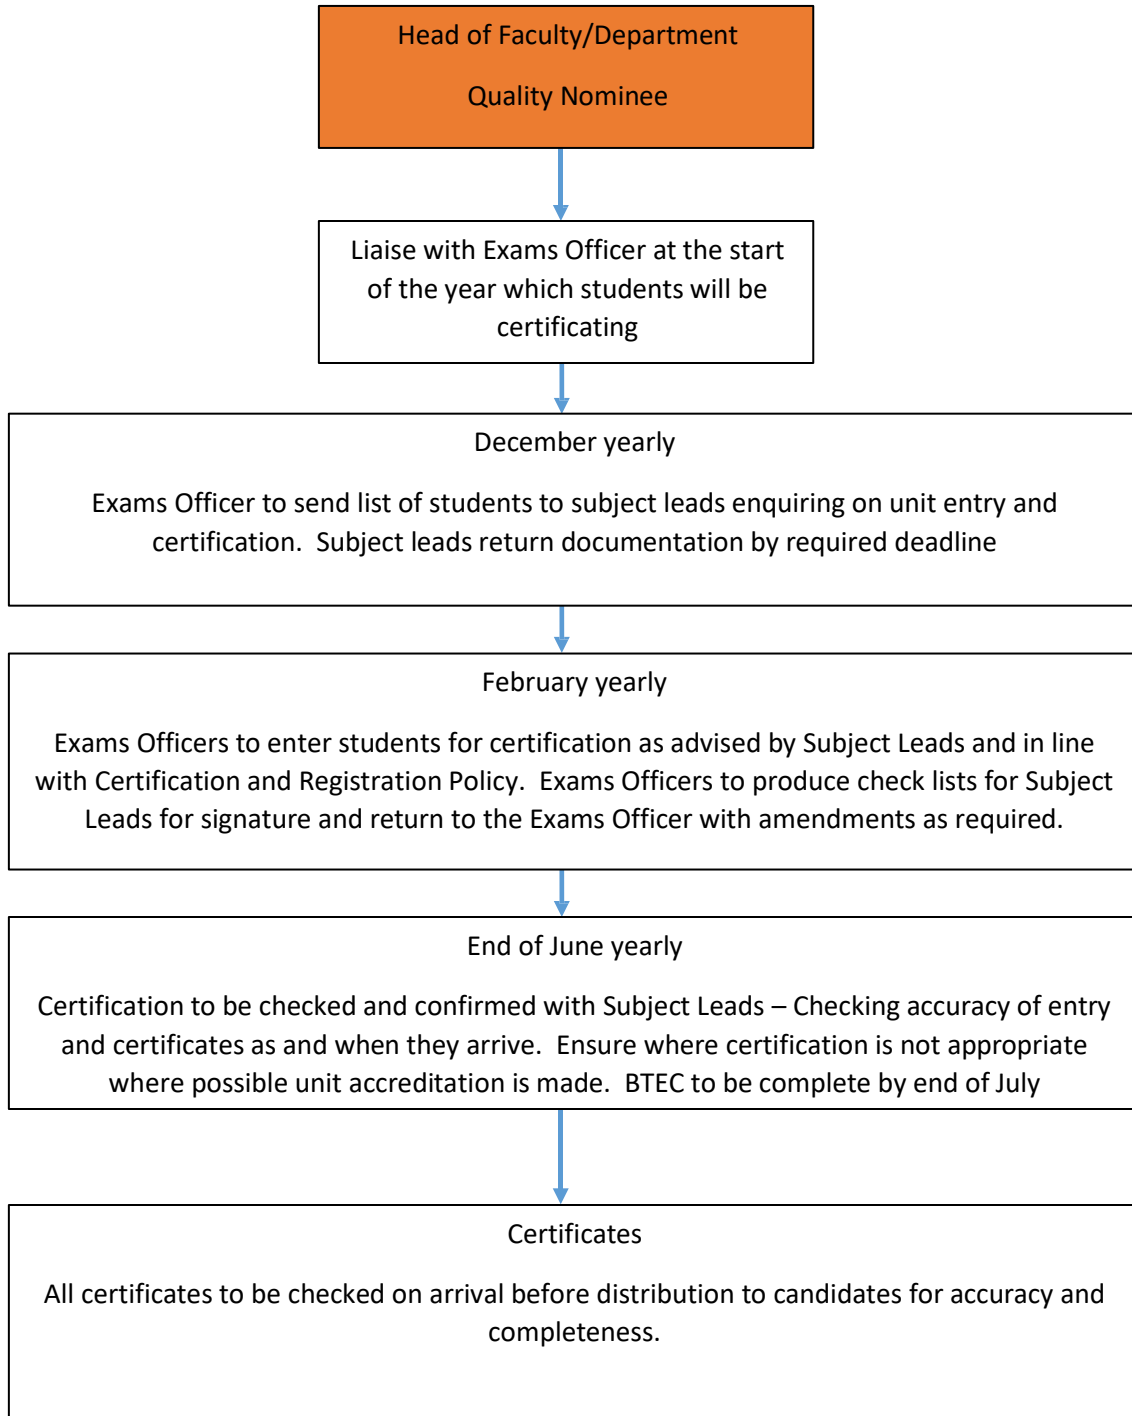 Head of Faculty/Department
Quality Nominee
Liaise with Exams Officer at the start
of the year which students will be
certificating
December yearly
Exams Officer to send list of students to subject leads enquiring on unit entry and
certification.  Subject leads return documentation by required deadline
February yearly
Exams Officers to enter students for certification as advised by Subject Leads and in line
with Certification and Registration Policy.  Exams Officers to produce check lists for Subject
Leads for signature and return to the Exams Officer with amendments as required.
End of June yearly
Certification to be checked and confirmed with Subject Leads – Checking accuracy of entry
and certificates as and when they arrive.  Ensure where certification is not appropriate
where possible unit accreditation is made.  BTEC to be complete by end of July
Certificates
All certificates to be checked on arrival before distribution to candidates for accuracy and
completeness.